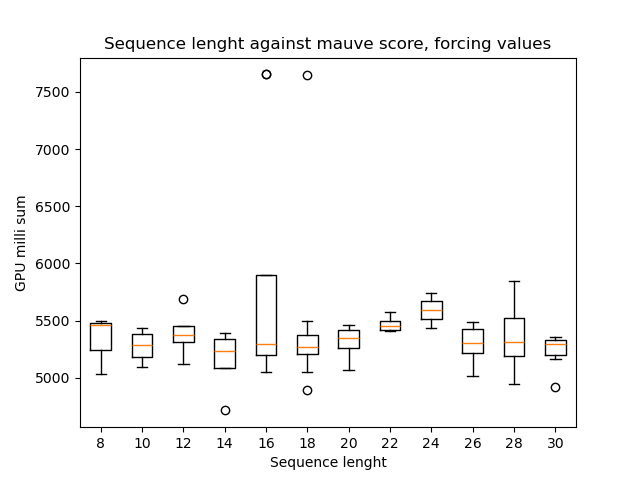 Sequence lenght against mauve score, forcing values
7500
7000
6500
6000
5500
5000
GPU milli sum
8 10 12 14 16 18 20 22 24 26 28 30
Sequence lenght